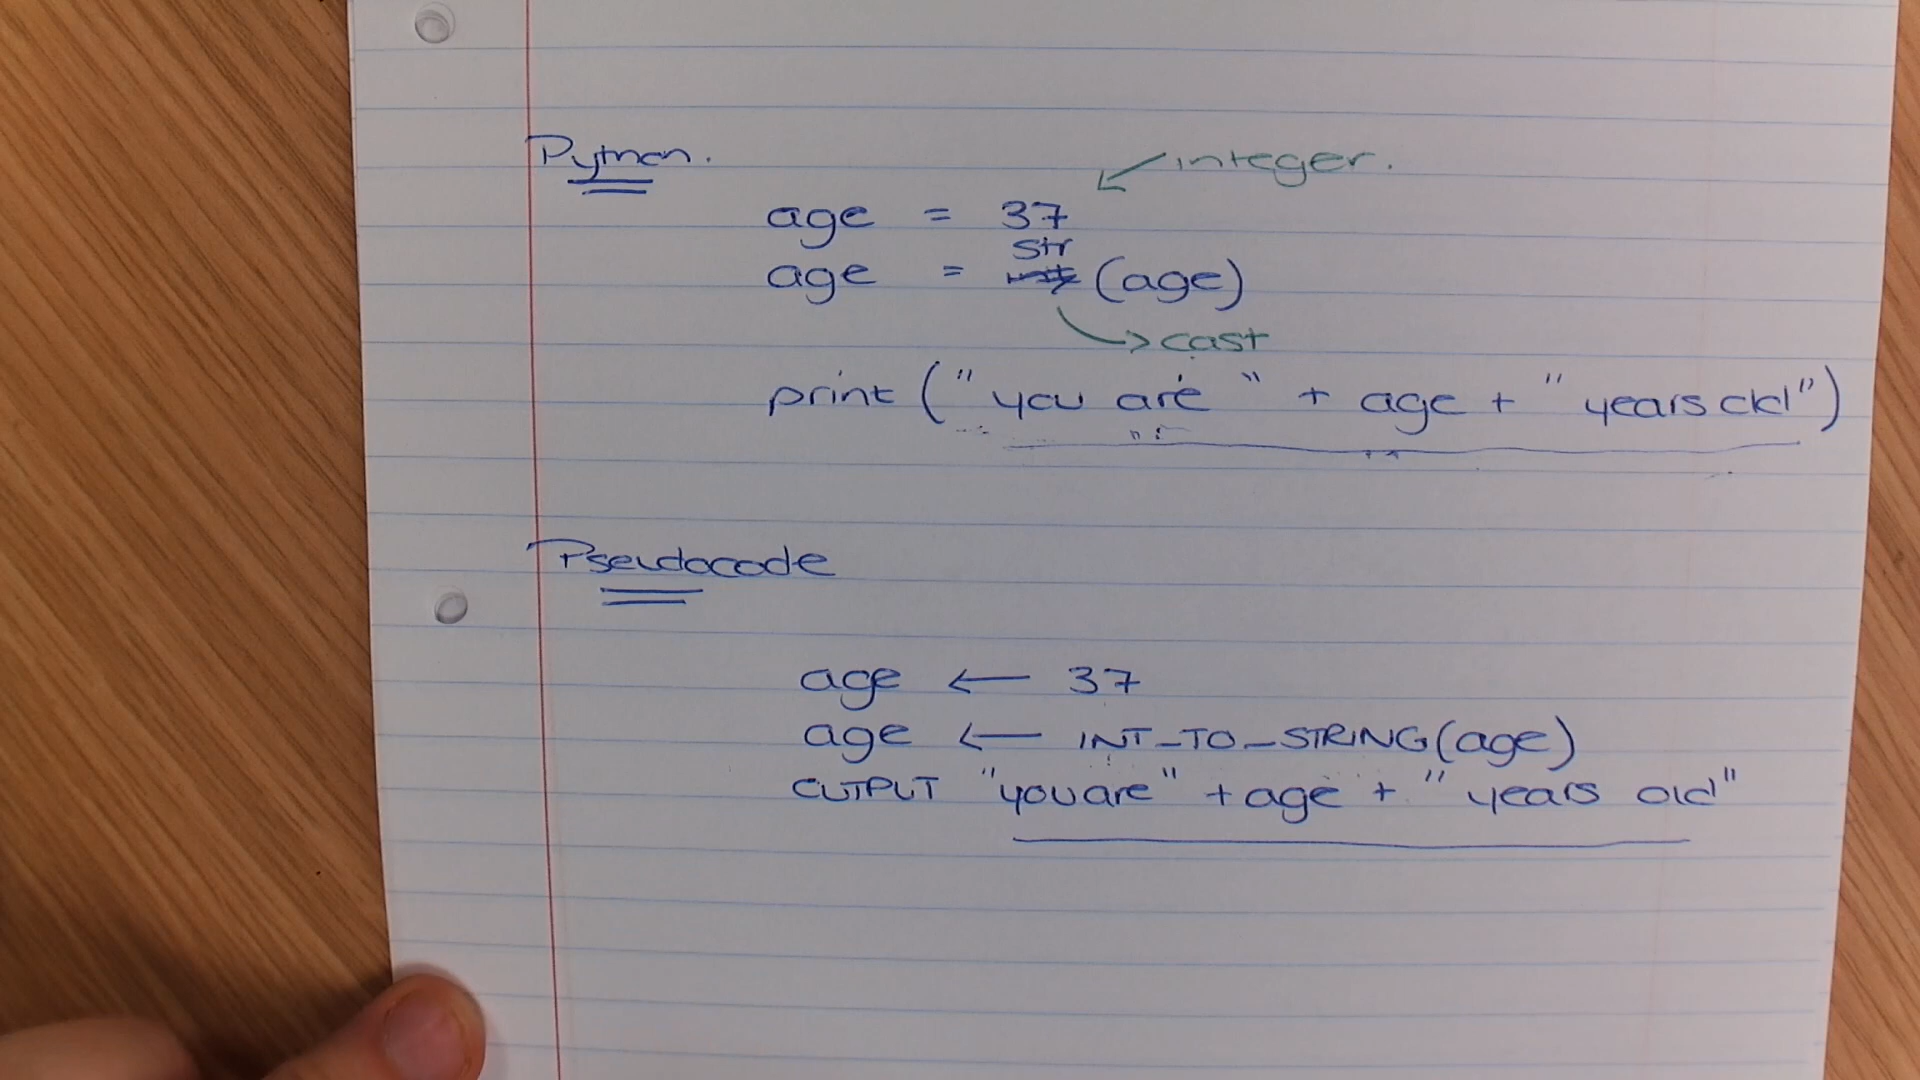 Python.
integer.
age = 37
str
age = (age)
cast
print ("you are " + age + " years old")
Pseudocode
age ← 37
age ← INT_TO_STRING(age)
OUTPUT "you are" + age + " years old"